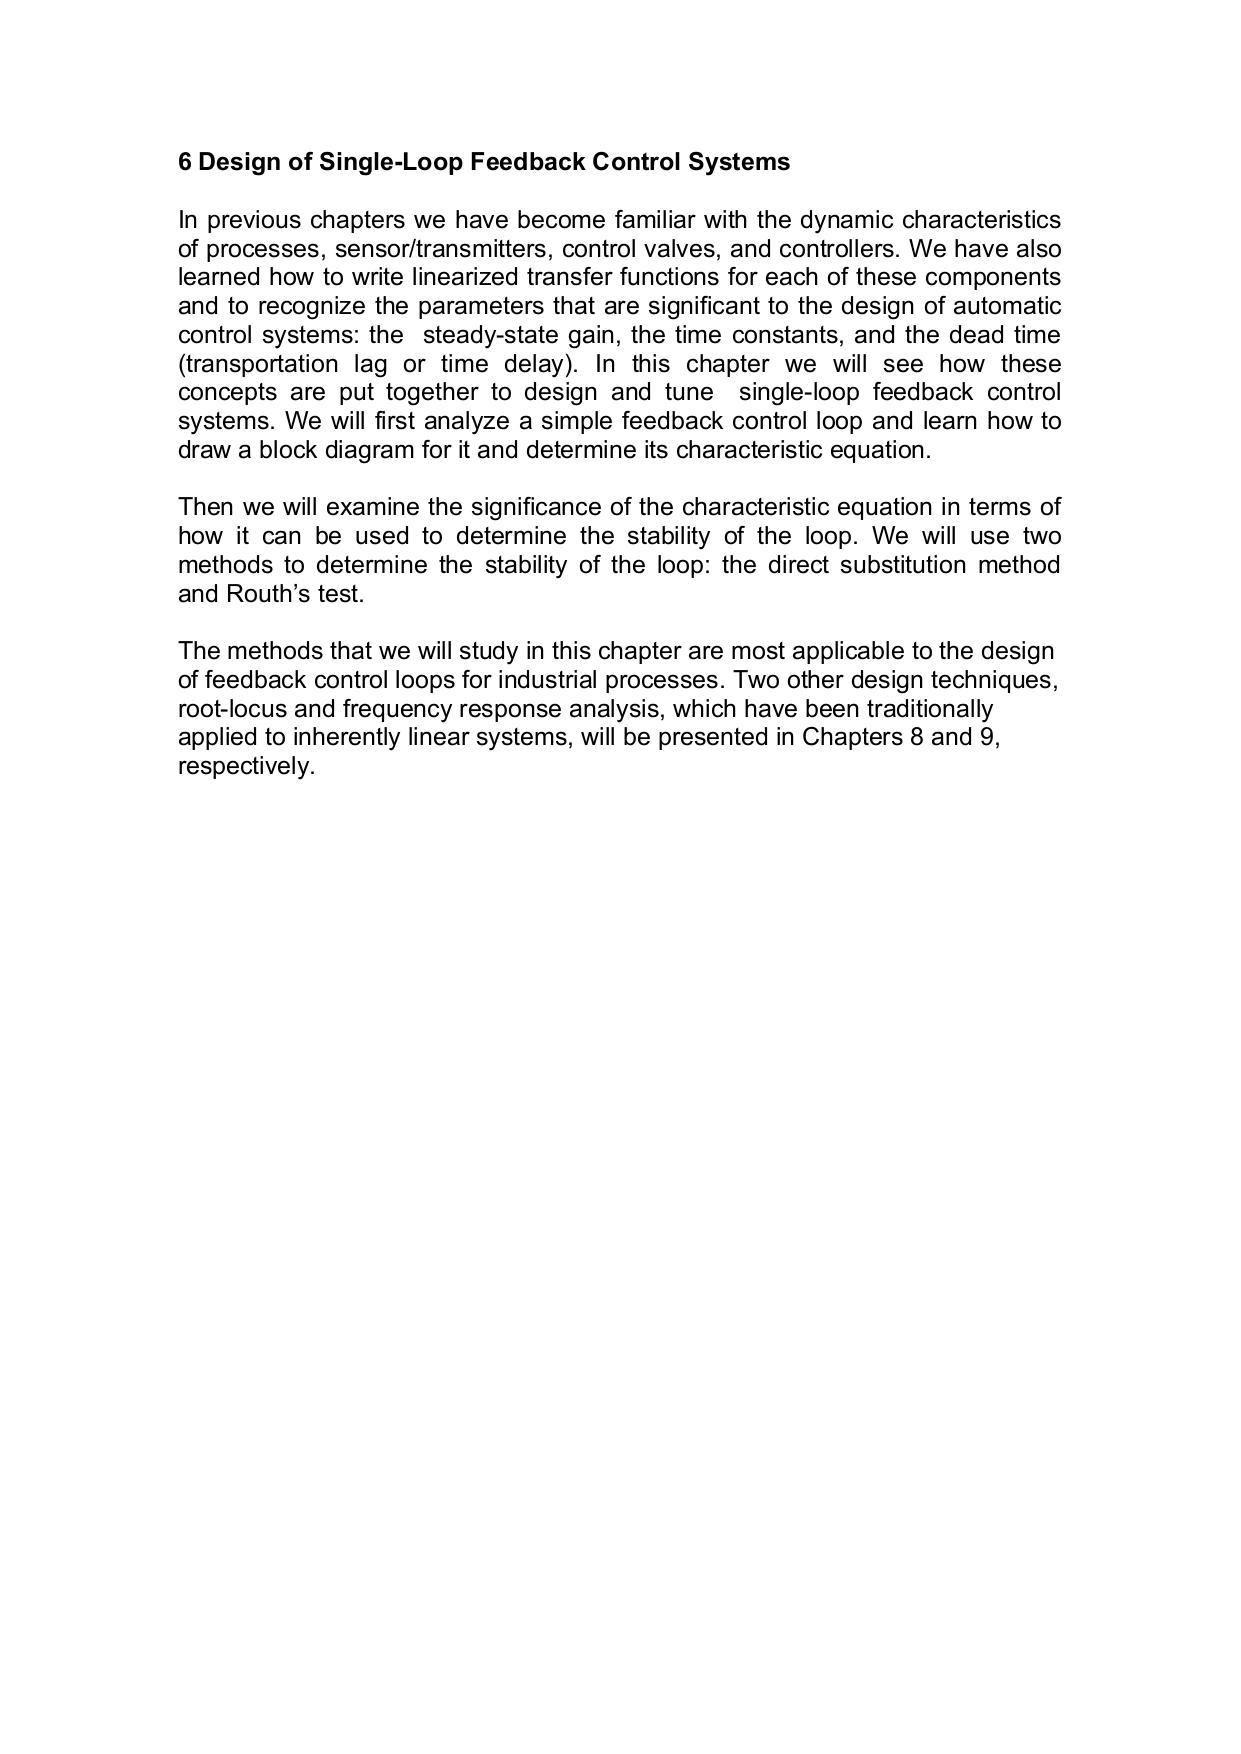 6 Design of Single-Loop Feedback Control Systems
In previous chapters we have become familiar with the dynamic characteristics
of processes, sensor/transmitters, control valves, and controllers. We have also
learned how to write linearized transfer functions for each of these components
and to recognize the parameters that are significant to the design of automatic
control systems: the  steady-state gain, the time constants, and the dead time
(transportation lag or time delay). In this chapter we will see how these
concepts are put together to design and tune  single-loop feedback control
systems. We will first analyze a simple feedback control loop and learn how to
draw a block diagram for it and determine its characteristic equation.
Then we will examine the significance of the characteristic equation in terms of
how it can be used to determine the stability of the loop. We will use two
methods to determine the stability of the loop: the direct substitution method
and Routh’s test.
The methods that we will study in this chapter are most applicable to the design
of feedback control loops for industrial processes. Two other design techniques,
root-locus and frequency response analysis, which have been traditionally
applied to inherently linear systems, will be presented in Chapters 8 and 9,
respectively.